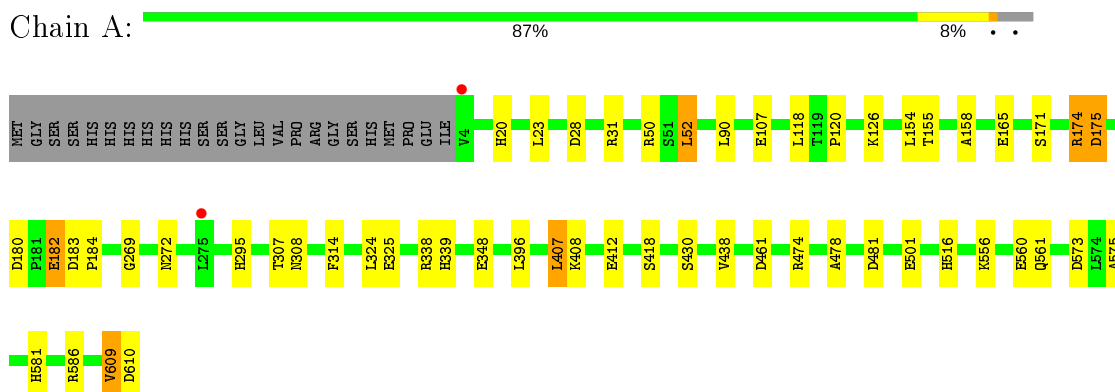 Chain A:
87% 8% • •
MET GLY SER SER HIS HIS HIS HIS HIS HIS SER SER GLY LEU VAL PRO ARG GLY SER HIS MET PRO GLU ILE V4 H20 L23 D28 R31 R50 S51 L52 L90 E107 L118 T119 P120 K126 L154 T155 A158 E165 S171 R174 D175
D180 P181 E182 D183 P184 G269 N272 L275 H295 T307 N308 F314 L324 E325 R338 H339 E348 L396 L407 K408 E412 S418 S430 V438 D461 R474 A478 D481 E501 H516 K556 E560 Q561 D573 L574 A575
H581 R586 V609 D610